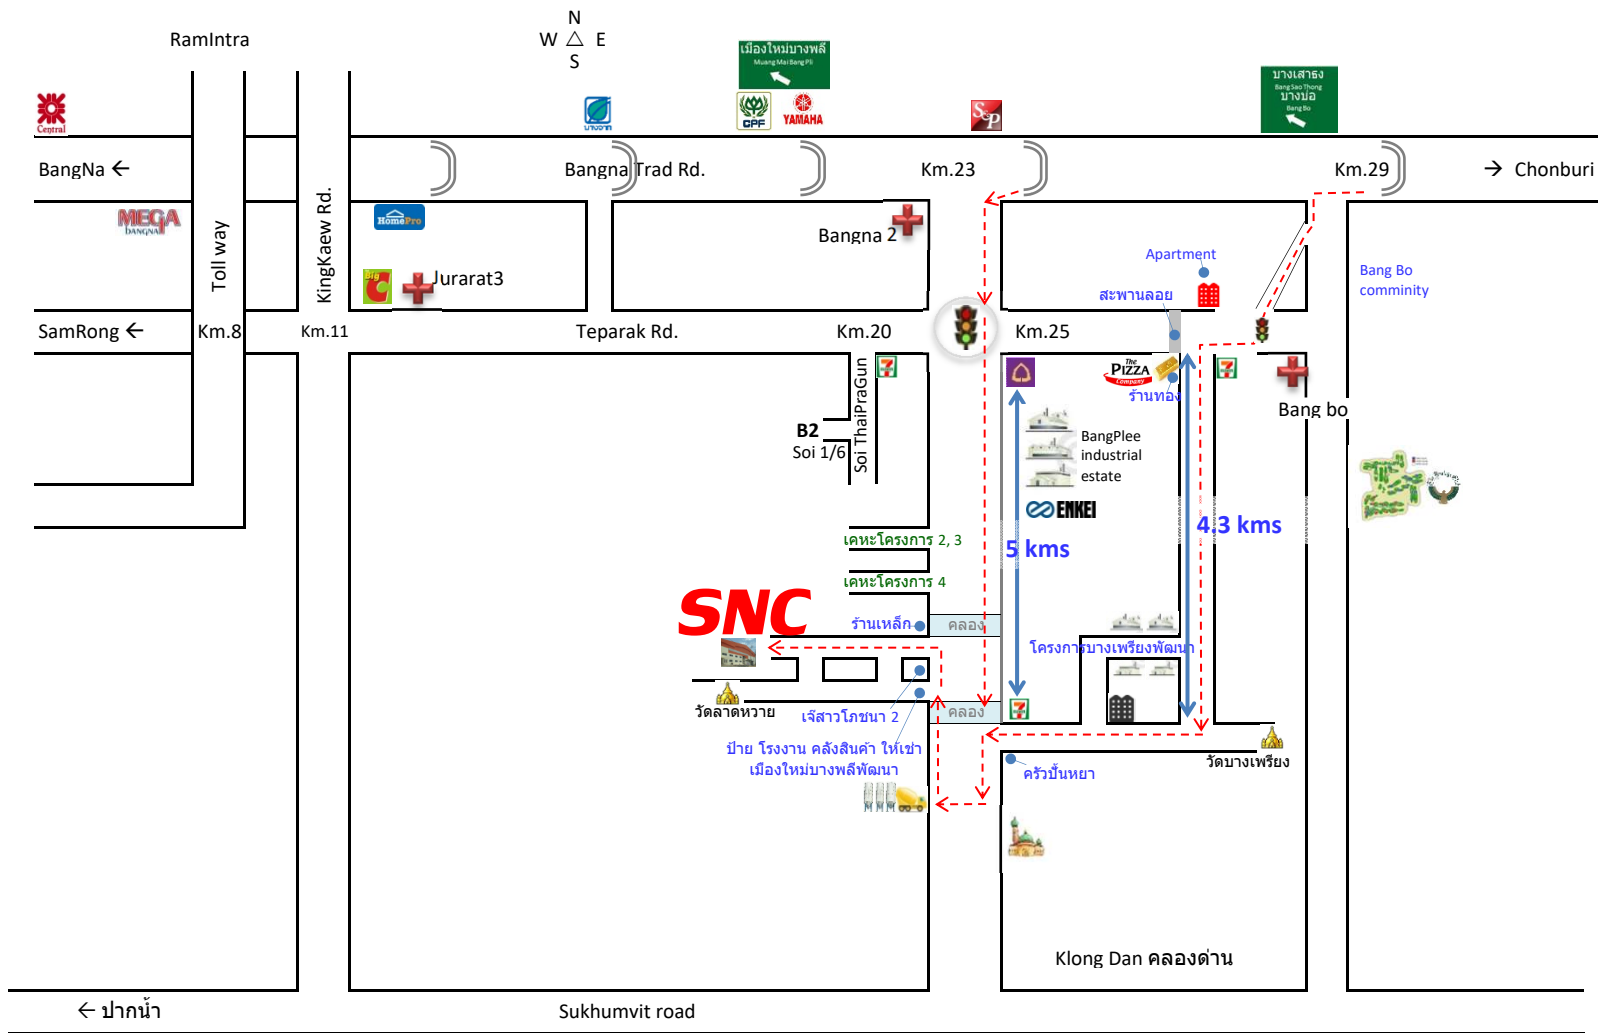 N
RamIntra
W △ E
S
เมืองใหม่บางพลี
Muang Mai Bang Pli
บางเสาธง
Bang Sao Thong
บางบ่อ
Bang Bo
Central
บางจาก
CPF
YAMAHA
S&P
BangNa ←
Bangna Trad Rd.
Km.23
Km.29
→ Chonburi
MEGA
BANGNA
HomePro
Toll way
KingKaew Rd.
Bangna 2
Apartment
Bang Bo
comminity
Big C
Jurarat3
สะพานลอย
SamRong ←
Km.8
Km.11
Teparak Rd.
Km.20
Km.25
The
PIZZA
Company
ร้านทอง
Bang bo
Soi ThaiPraGun
B2
Soi 1/6
BangPlee
industrial
estate
ENKEI
5 kms
4.3 kms
เคหะโครงการ 2, 3
เคหะโครงการ 4
SNC
ร้านเหล็ก
คลอง
โครงการบางเพรียงพัฒนา
วัดลาดหวาย
เจ๊สาวโภชนา 2
คลอง
ป้าย โรงงาน คลังสินค้า ให้เช่า
เมืองใหม่บางพลีพัฒนา
ครัวปั้นหยา
วัดบางเพรียง
Klong Dan คลองด่าน
← ปากน้ำ
Sukhumvit road